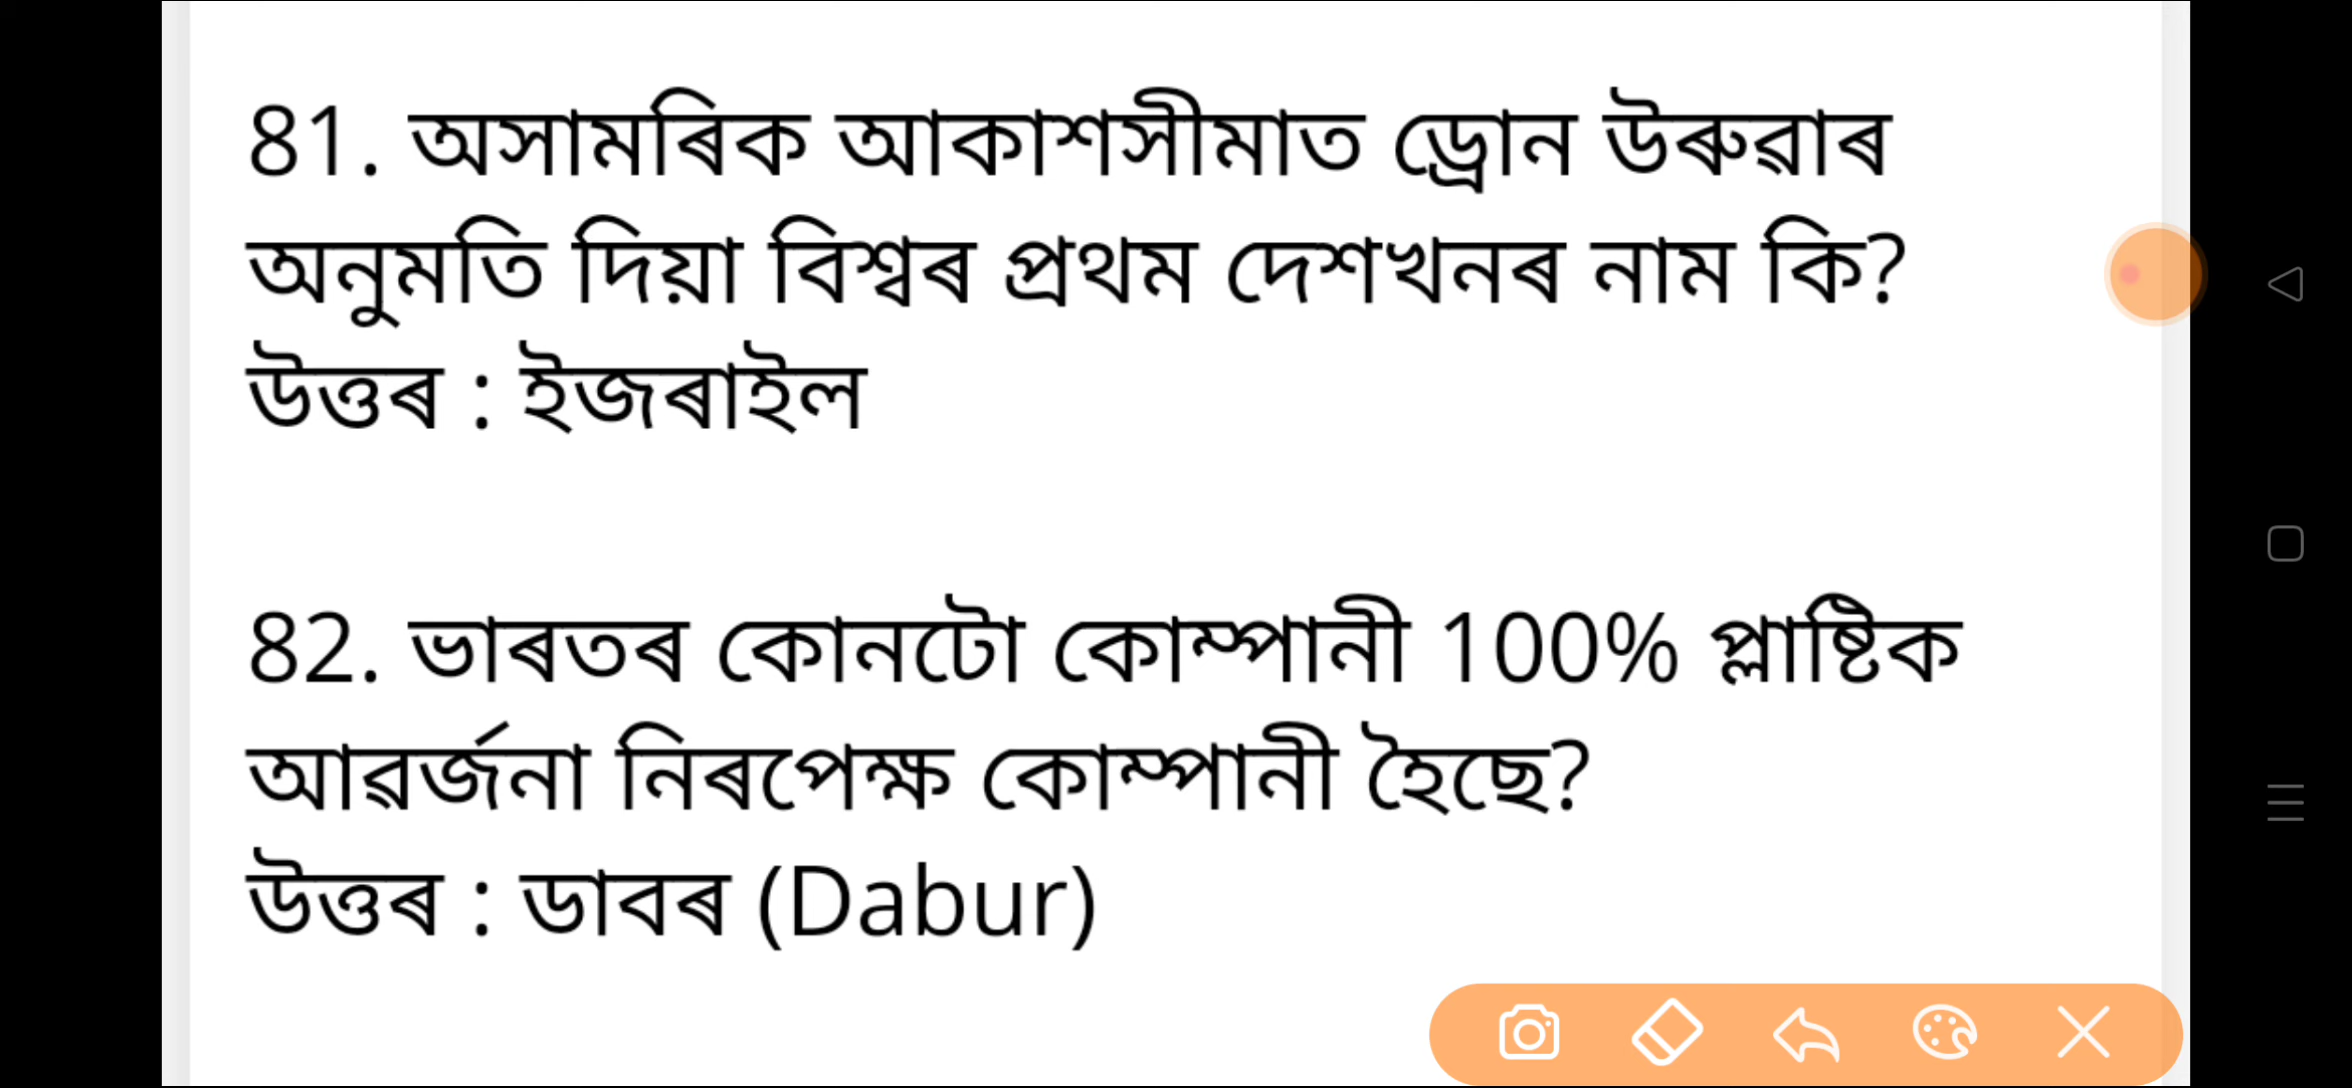 81. অসামৰিক আকাশসীমাত ড্ৰোন উৰুৱাৰ
অনুমতি দিয়া বিশ্বৰ প্ৰথম দেশখনৰ নাম কি?
উত্তৰ : ইজৰাইল
82. ভাৰতৰ কোনটো কোম্পানী 100% প্লাষ্টিক
আৱৰ্জনা নিৰপেক্ষ কোম্পানী হৈছে?
উত্তৰ : ডাবৰ (Dabur)